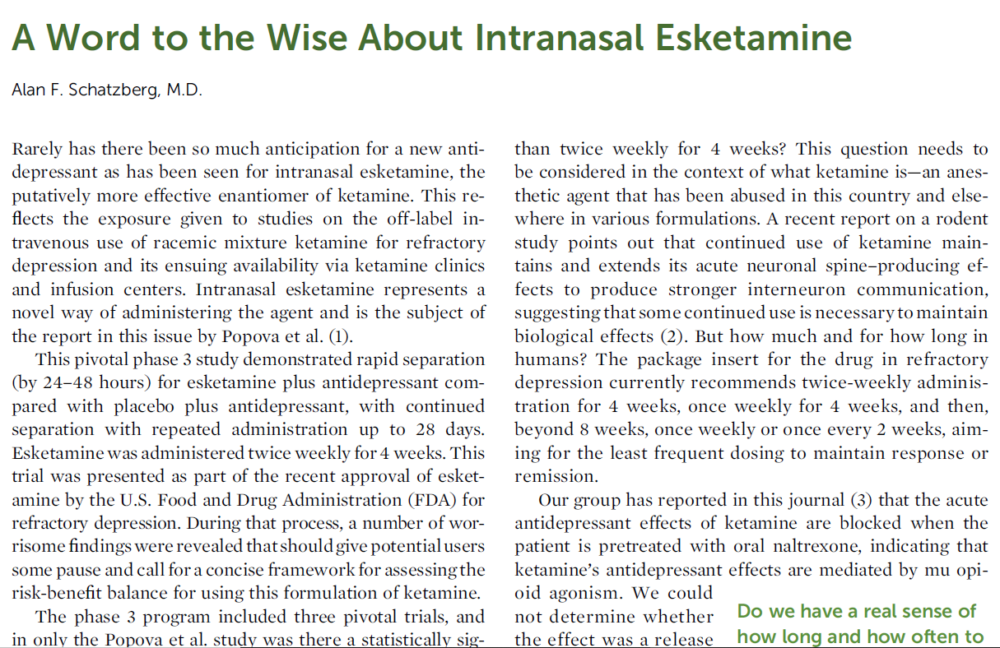 A Word to the Wise About Intranasal Esketamine
Alan F. Schatzberg, M.D.
Rarely has there been so much anticipation for a new anti-
depressant as has been seen for intranasal esketamine, the
putatively more effective enantiomer of ketamine. This re-
flects the exposure given to studies on the off-label in-
travenous use of racemic mixture ketamine for refractory
depression and its ensuing availability via ketamine clinics
and infusion centers. Intranasal esketamine represents a
novel way of administering the agent and is the subject of
the report in this issue by Popova et al. (1).
This pivotal phase 3 study demonstrated rapid separation
(by 24–48 hours) for esketamine plus antidepressant com-
pared with placebo plus antidepressant, with continued
separation with repeated administration up to 28 days.
Esketamine was administered twice weekly for 4 weeks. This
trial was presented as part of the recent approval of esket-
amine by the U.S. Food and Drug Administration (FDA) for
refractory depression. During that process, a number of wor-
risome findings were revealed that should give potential users
some pause and call for a concise framework for assessing the
risk-benefit balance for using this formulation of ketamine.
The phase 3 program included three pivotal trials, and
in only the Popova et al. study was there a statistically sig-
than twice weekly for 4 weeks? This question needs to
be considered in the context of what ketamine is—an anes-
thetic agent that has been abused in this country and else-
where in various formulations. A recent report on a rodent
study points out that continued use of ketamine main-
tains and extends its acute neuronal spine–producing ef-
fects to produce stronger interneuron communication,
suggesting that some continued use is necessary to maintain
biological effects (2). But how much and for how long in
humans? The package insert for the drug in refractory
depression currently recommends twice-weekly adminis-
tration for 4 weeks, once weekly for 4 weeks, and then,
beyond 8 weeks, once weekly or once every 2 weeks, aim-
ing for the least frequent dosing to maintain response or
remission.
Our group has reported in this journal (3) that the acute
antidepressant effects of ketamine are blocked when the
patient is pretreated with oral naltrexone, indicating that
ketamine's antidepressant effects are mediated by mu opi-
oid agonism. We could
not determine whether
the effect was a release
Do we have a real sense of
how long and how often to